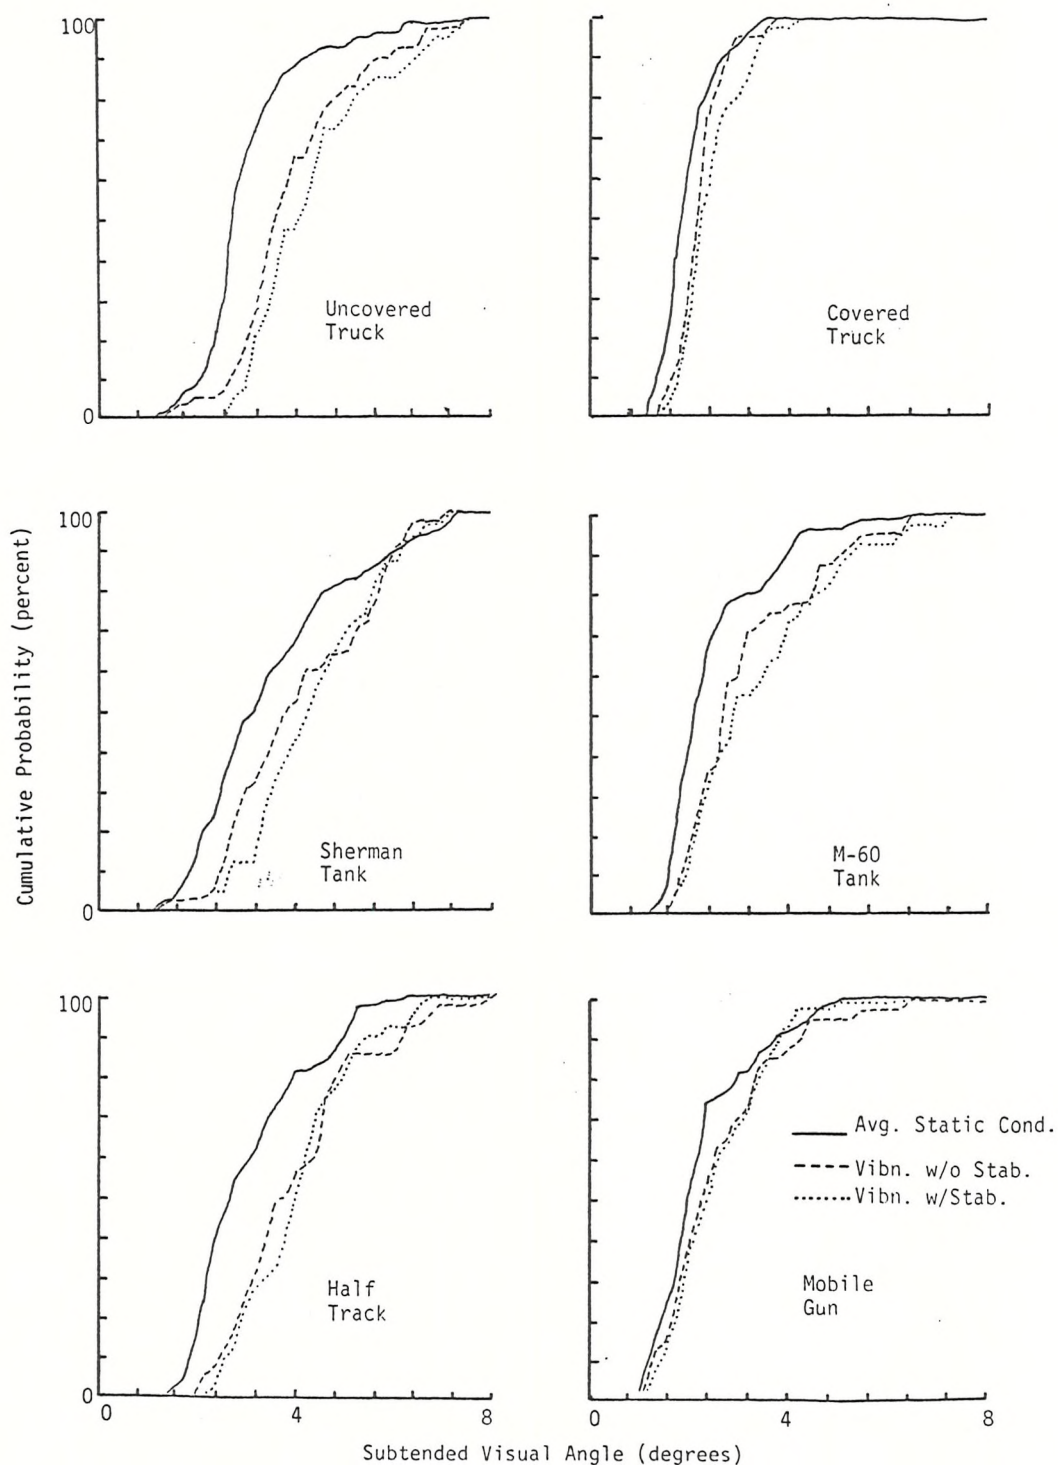 100
0
Uncovered
Truck
Covered
Truck
Cumulative Probability (percent)
100
0
Sherman
Tank
M-60
Tank
100
0
Half
Track
Mobile
Gun
Avg. Static Cond.
Vibn. w/o Stab.
Vibn. w/Stab.
0 4 8
0 4 8
Subtended Visual Angle (degrees)